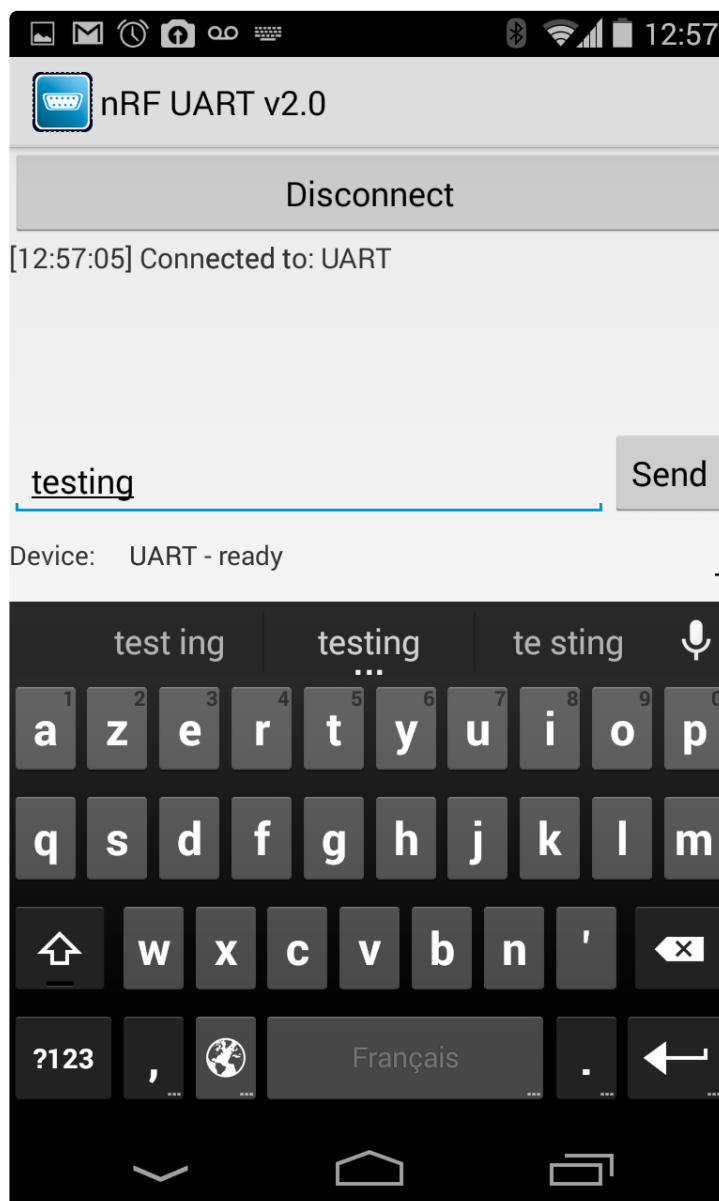 12:57
nRF UART v2.0
Disconnect
[12:57:05] Connected to: UART
testing
Send
Device: UART - ready
test ing testing te sting
1 2 3 4 5 6 7 8 9 0
a z e r t y u i o p
q s d f g h j k l m
w x c v b n '
?123 , Français .